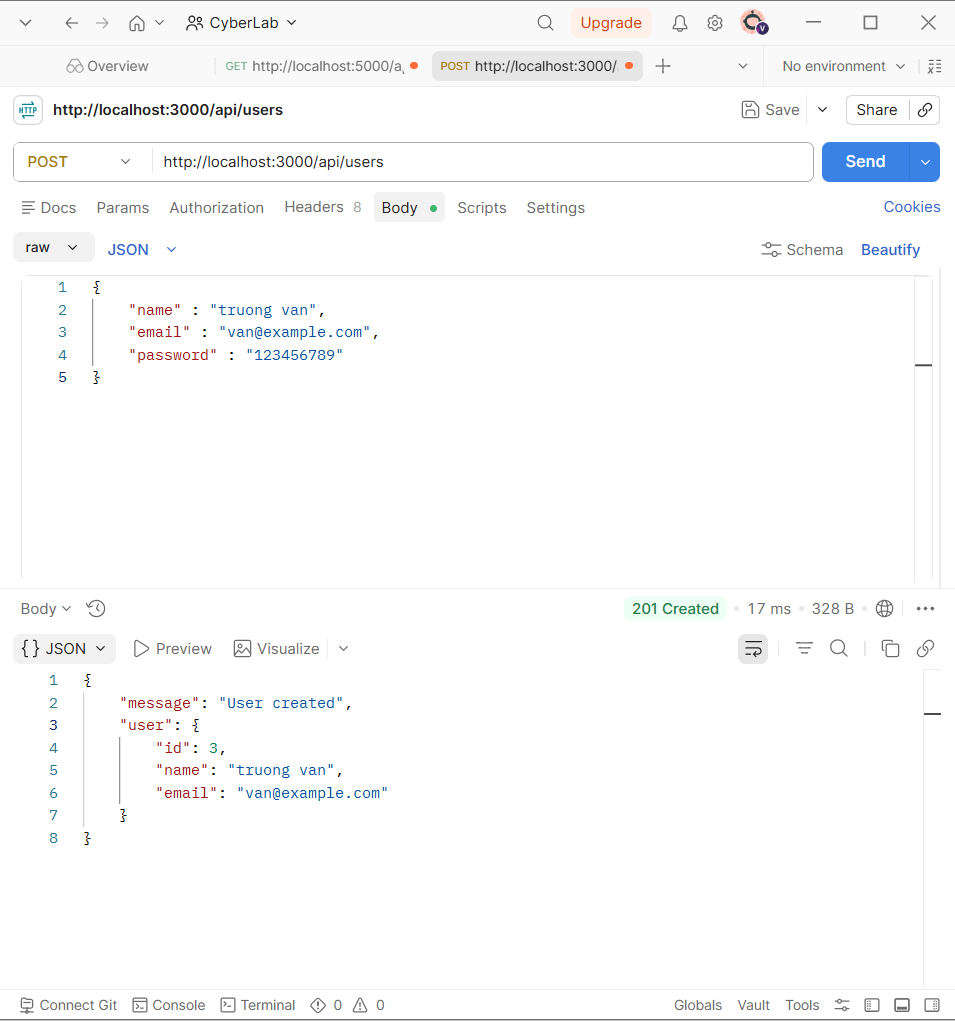 CyberLab Upgrade
Overview GET http://localhost:5000/a POST http://localhost:3000/ No environment
HTTP http://localhost:3000/api/users Save Share
POST http://localhost:3000/api/users Send
Docs Params Authorization Headers 8 Body Scripts Settings Cookies
raw JSON Schema Beautify
1 {
2 "name" : "truong van",
3 "email" : "van@example.com",
4 "password" : "123456789"
5 }
Body 201 Created 17 ms 328 B
{} JSON Preview Visualize
1 {
2 "message": "User created",
3 "user": {
4 "id": 3,
5 "name": "truong van",
6 "email": "van@example.com"
7 }
8 }
Connect Git Console Terminal 0 0 Globals Vault Tools